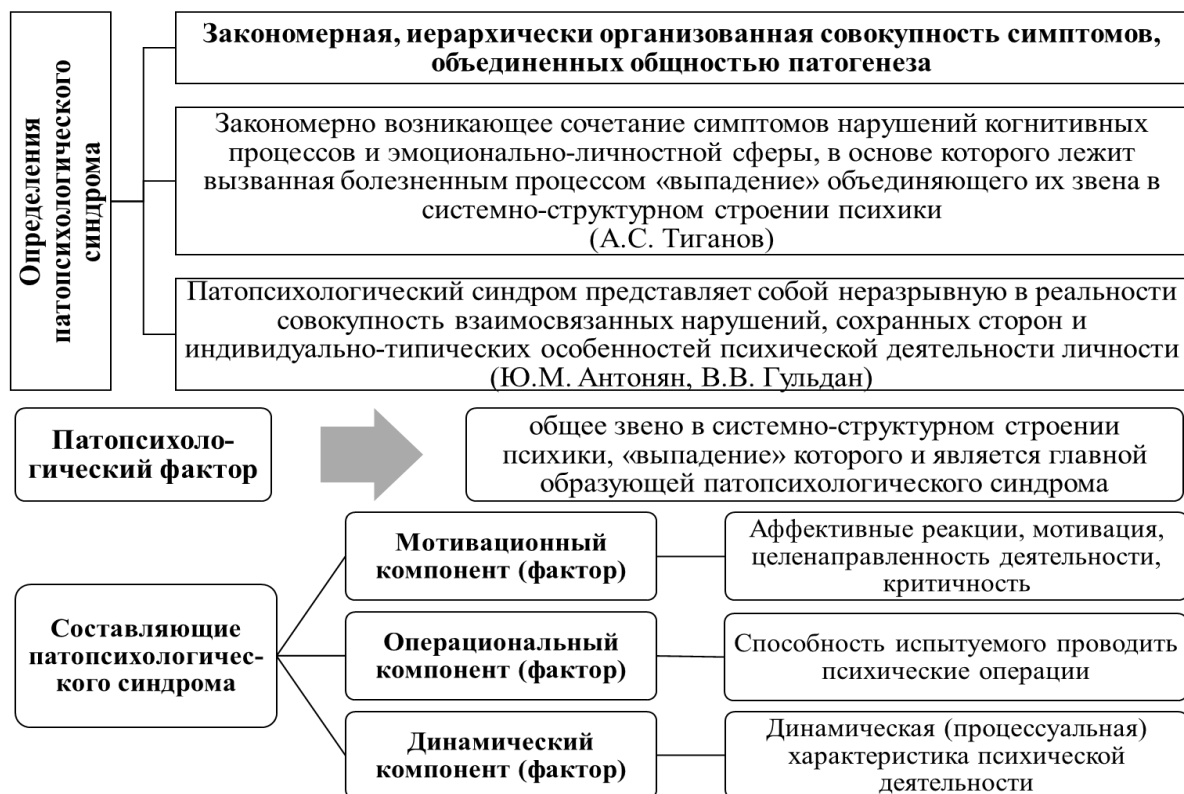 Определения
патопсихологического
синдрома
Закономерная, иерархически организованная совокупность симптомов,
объединенных общностью патогенеза
Закономерно возникающее сочетание симптомов нарушений когнитивных
процессов и эмоционально-личностной сферы, в основе которого лежит
вызванная болезненным процессом «выпадение» объединяющего их звена в
системно-структурном строении психики
(А.С. Тиганов)
Патопсихологический синдром представляет собой неразрывную в реальности
совокупность взаимосвязанных нарушений, сохранных сторон и
индивидуально-типических особенностей психической деятельности личности
(Ю.М. Антонян, В.В. Гульдан)
Патопсихоло-
гический фактор
общее звено в системно-структурном строении
психики, «выпадение» которого и является главной
образующей патопсихологического синдрома
Составляющие
патопсихологичес-
кого синдрома
Мотивационный
компонент (фактор)
Аффективные реакции, мотивация,
целенаправленность деятельности,
критичность
Операциональный
компонент (фактор)
Способность испытуемого проводить
психические операции
Динамический
компонент (фактор)
Динамическая (процессуальная)
характеристика психической
деятельности